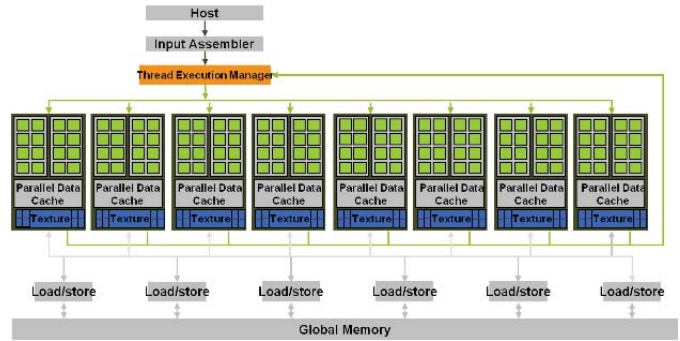 Host
Input Assembler
Thread Execution Manager
Parallel Data
Cache
Texture
Parallel Data
Cache
Texture
Parallel Data
Cache
Texture
Parallel Data
Cache
Texture
Parallel Data
Cache
Texture
Parallel Data
Cache
Texture
Parallel Data
Cache
Texture
Parallel Data
Cache
Texture
Load/store
Load/store
Load/store
Load/store
Load/store
Load/store
Global Memory